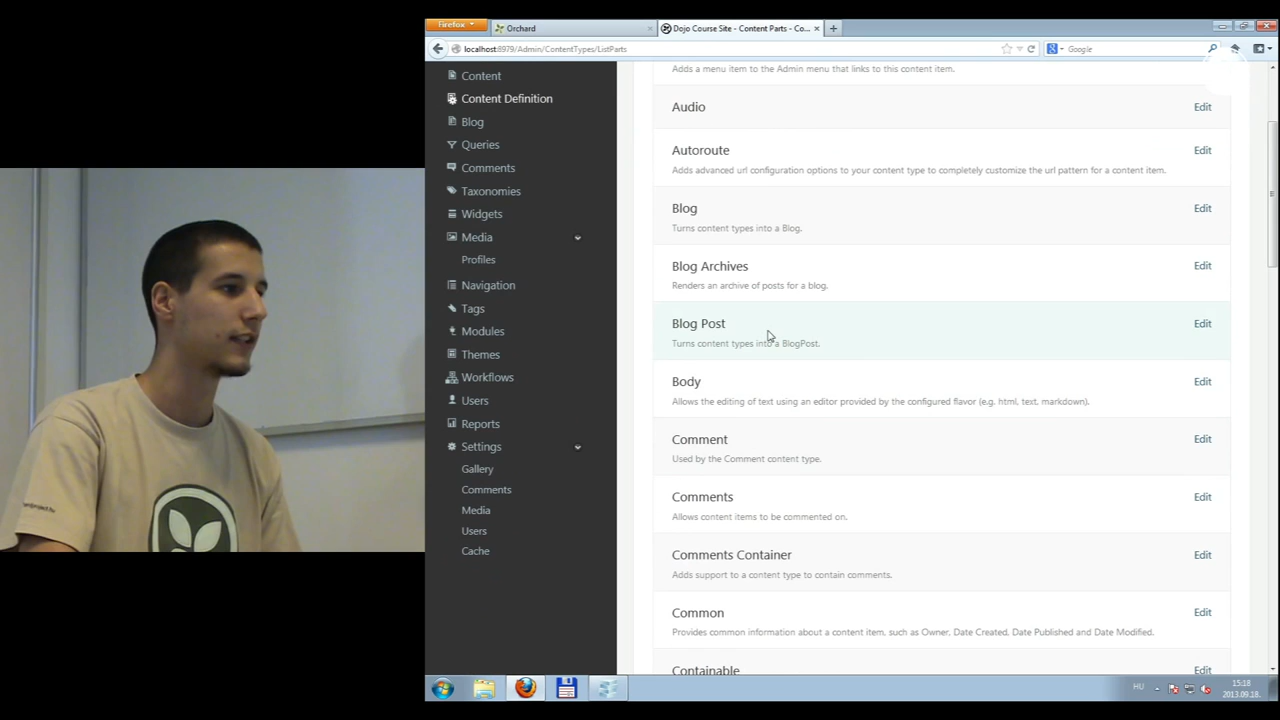 Firefox
Orchard
Dojo Course Site - Content Parts - Co...
localhost:8979/Admin/ContentTypes/ListParts
Google
Content
Content Definition
Blog
Queries
Comments
Taxonomies
Widgets
Media
Profiles
Navigation
Tags
Modules
Themes
Workflows
Users
Reports
Settings
Gallery
Comments
Media
Users
Cache
Adds a menu item to the Admin menu that links to this content item.
Audio Edit
Autoroute Edit
Adds advanced url configuration options to your content type to completely customize the url pattern for a content item.
Blog Edit
Turns content types into a Blog.
Blog Archives Edit
Renders an archive of posts for a blog.
Blog Post Edit
Turns content types into a BlogPost.
Body Edit
Allows the editing of text using an editor provided by the configured flavor (e.g. html, text, markdown).
Comment Edit
Used by the Comment content type.
Comments Edit
Allows content items to be commented on.
Comments Container Edit
Adds support to a content type to contain comments.
Common Edit
Provides common information about a content item, such as Owner, Date Created, Date Published and Date Modified.
Containable Edit
HU
15:18
2013.09.18.